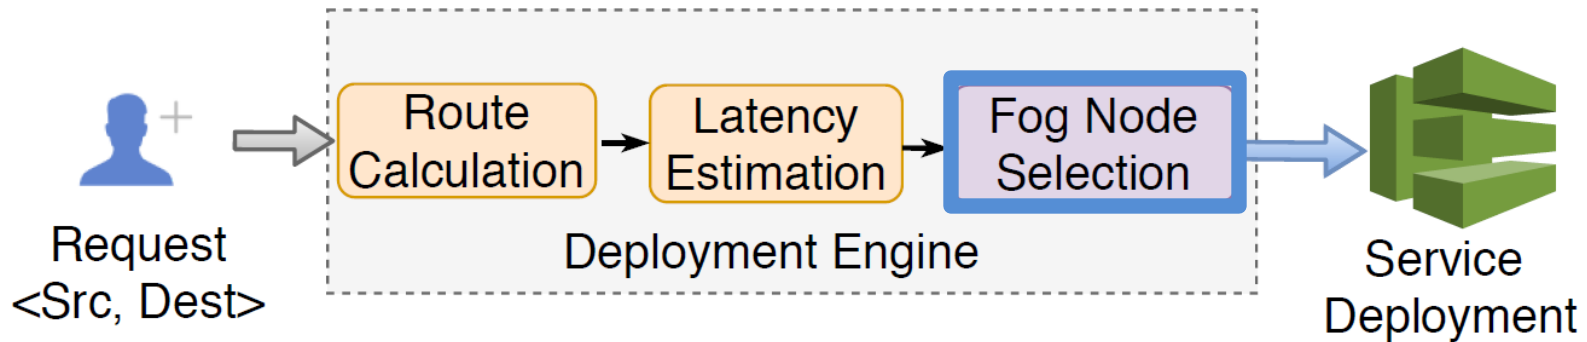 Request
<Src, Dest>
Route
Calculation
Latency
Estimation
Fog Node
Selection
Deployment Engine
Service
Deployment